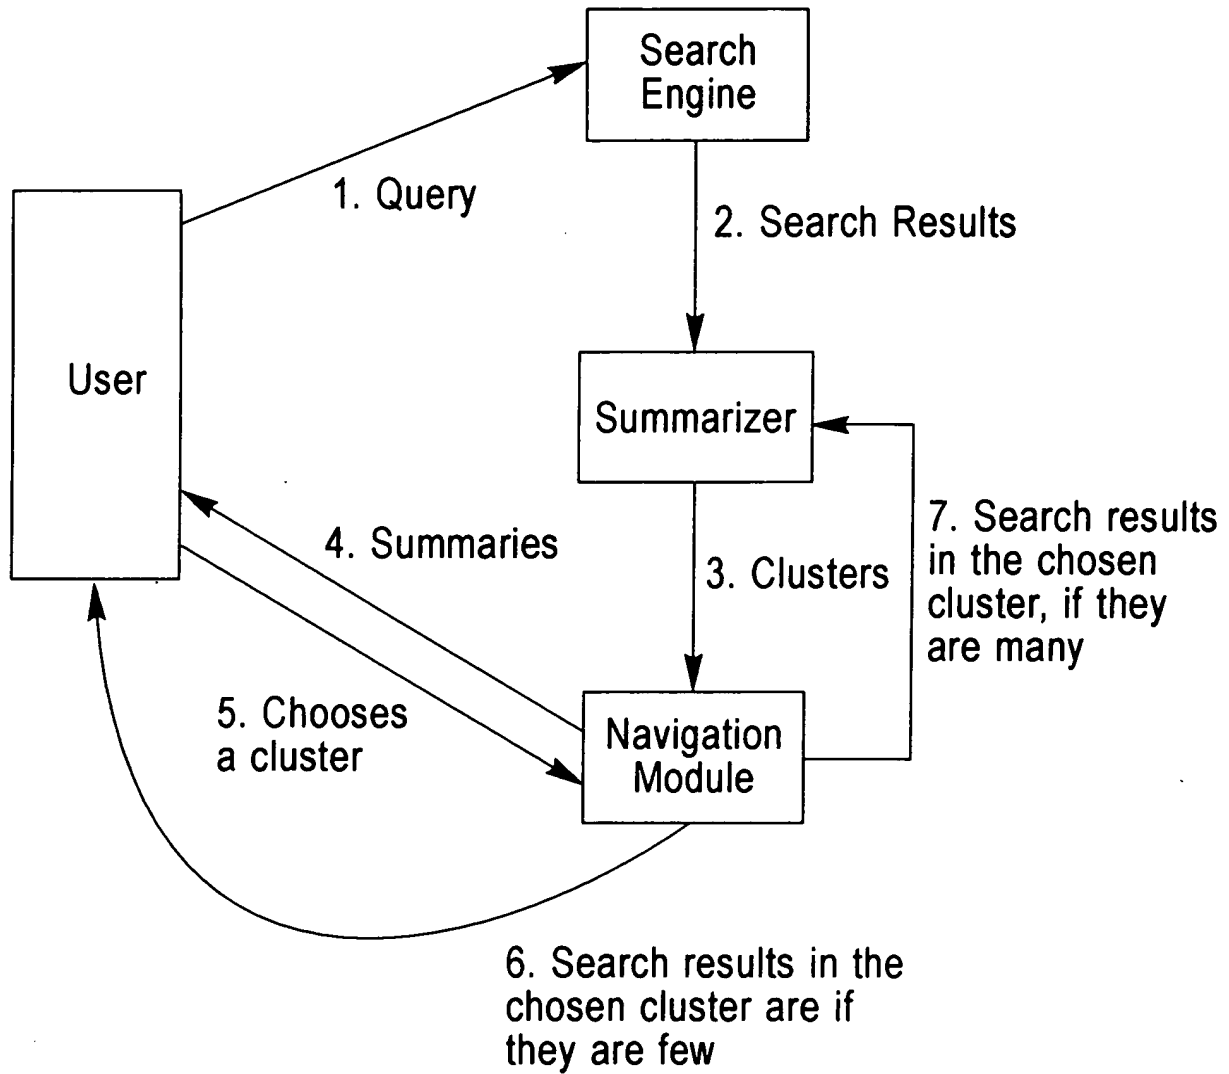 Search
Engine
1. Query
2. Search Results
User
Summarizer
4. Summaries
3. Clusters
7. Search results
in the chosen
cluster, if they
are many
5. Chooses
a cluster
Navigation
Module
6. Search results in the
chosen cluster are if
they are few